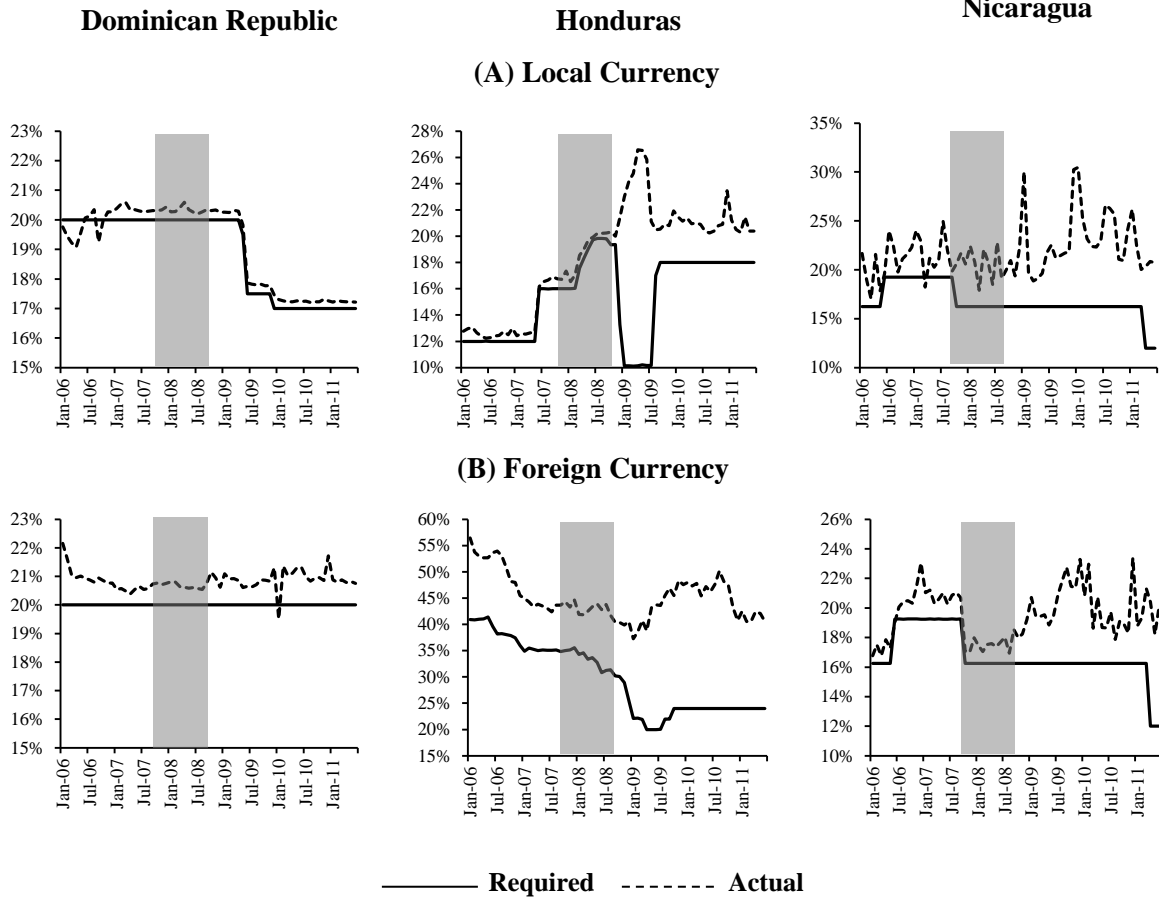 Dominican Republic
Honduras
Nicaragua
(A) Local Currency
23%
22%
21%
20%
19%
18%
17%
16%
15%
Jan-06
Jul-06
Jan-07
Jul-07
Jan-08
Jul-08
Jan-09
Jul-09
Jan-10
Jul-10
Jan-11
28%
26%
24%
22%
20%
18%
16%
14%
12%
10%
Jan-06
Jul-06
Jan-07
Jul-07
Jan-08
Jul-08
Jan-09
Jul-09
Jan-10
Jul-10
Jan-11
35%
30%
25%
20%
15%
10%
Jan-06
Jul-06
Jan-07
Jul-07
Jan-08
Jul-08
Jan-09
Jul-09
Jan-10
Jul-10
Jan-11
(B) Foreign Currency
23%
22%
21%
20%
19%
18%
17%
16%
15%
Jan-06
Jul-06
Jan-07
Jul-07
Jan-08
Jul-08
Jan-09
Jul-09
Jan-10
Jul-10
Jan-11
60%
55%
50%
45%
40%
35%
30%
25%
20%
15%
Jan-06
Jul-06
Jan-07
Jul-07
Jan-08
Jul-08
Jan-09
Jul-09
Jan-10
Jul-10
Jan-11
26%
24%
22%
20%
18%
16%
14%
12%
10%
Jan-06
Jul-06
Jan-07
Jul-07
Jan-08
Jul-08
Jan-09
Jul-09
Jan-10
Jul-10
Jan-11
Required Actual